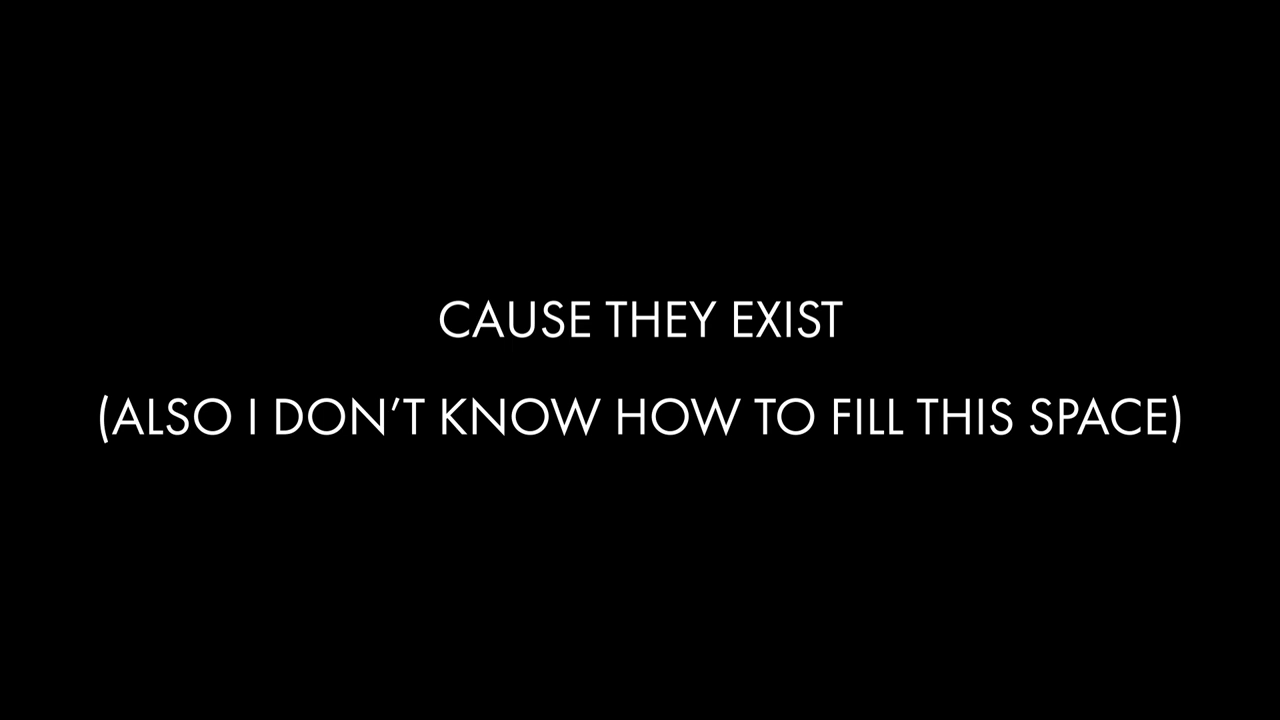 CAUSE THEY EXIST
(ALSO I DON’T KNOW HOW TO FILL THIS SPACE)